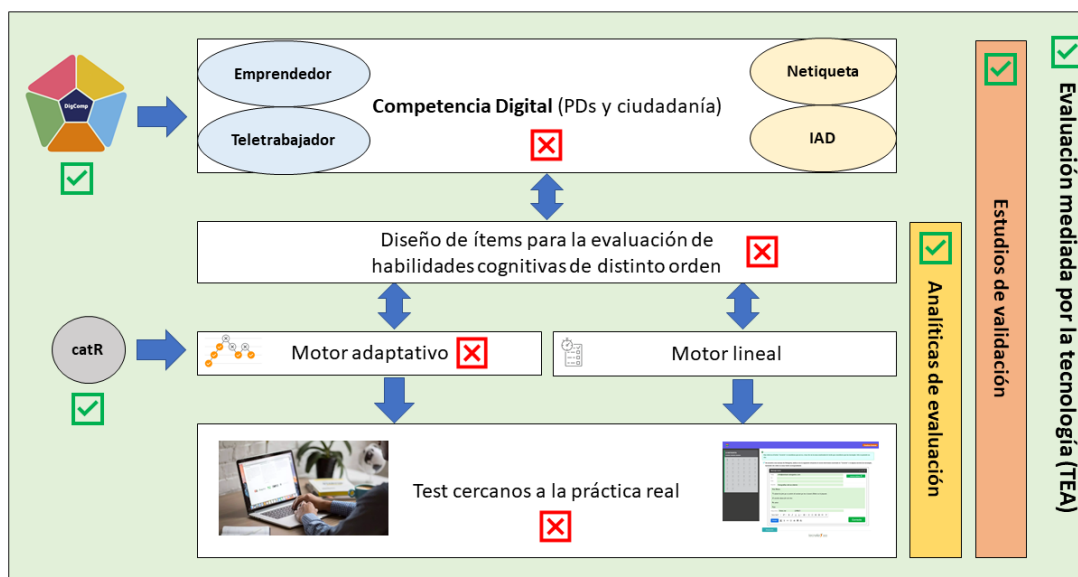 DigComp
Emprendedor
Teletrabajador
Competencia Digital (PDs y ciudadanía)
Netiqueta
IAD
Diseño de ítems para la evaluación de
habilidades cognitivas de distinto orden
catR
Motor adaptativo
Motor lineal
Test cercanos a la práctica real
Analíticas de evaluación
Estudios de validación
Evaluación mediada por la tecnología (TEA)